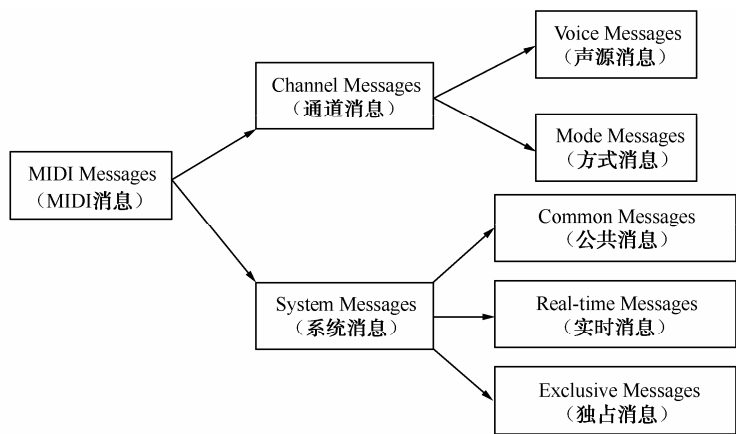 Voice Messages
（声源消息）
Channel Messages
（通道消息）
Mode Messages
（方式消息）
MIDI Messages
（MIDI消息）
Common Messages
（公共消息）
System Messages
（系统消息）
Real-time Messages
（实时消息）
Exclusive Messages
（独占消息）